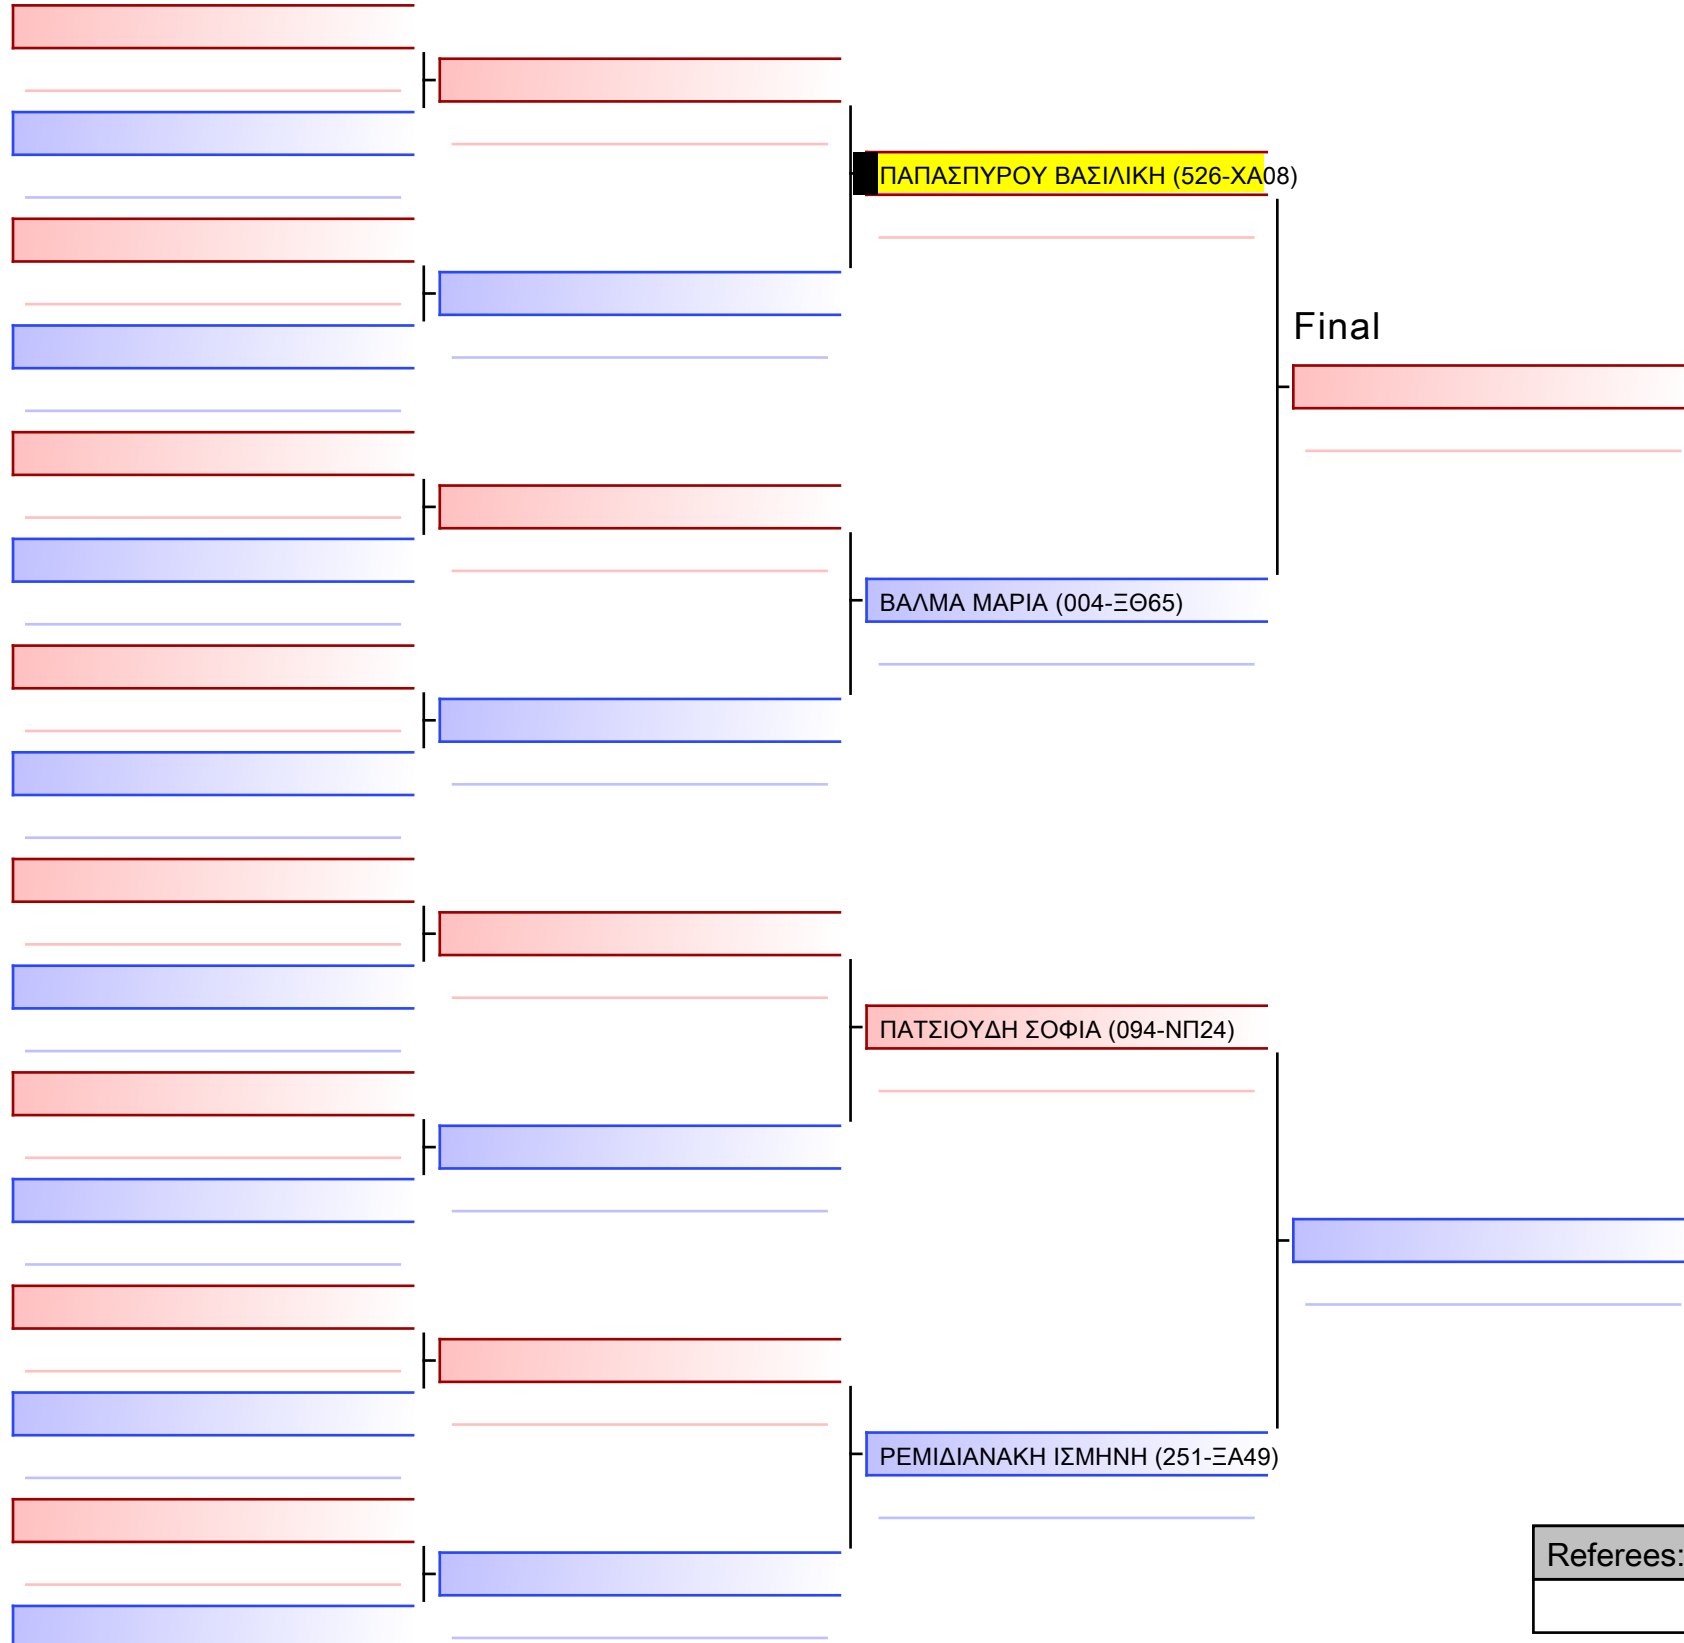 ΠΑΠΑΣΠΥΡΟΥ ΒΑΣΙΛΙΚΗ (526-ΧΑ08)
Final
ΒΑΛΜΑ ΜΑΡΙΑ (004-ΞΘ65)
ΠΑΤΣΙΟΥΔΗ ΣΟΦΙΑ (094-ΝΠ24)
ΡΕΜΙΔΙΑΝΑΚΗ ΙΣΜΗΝΗ (251-ΞΑ49)
Referees: